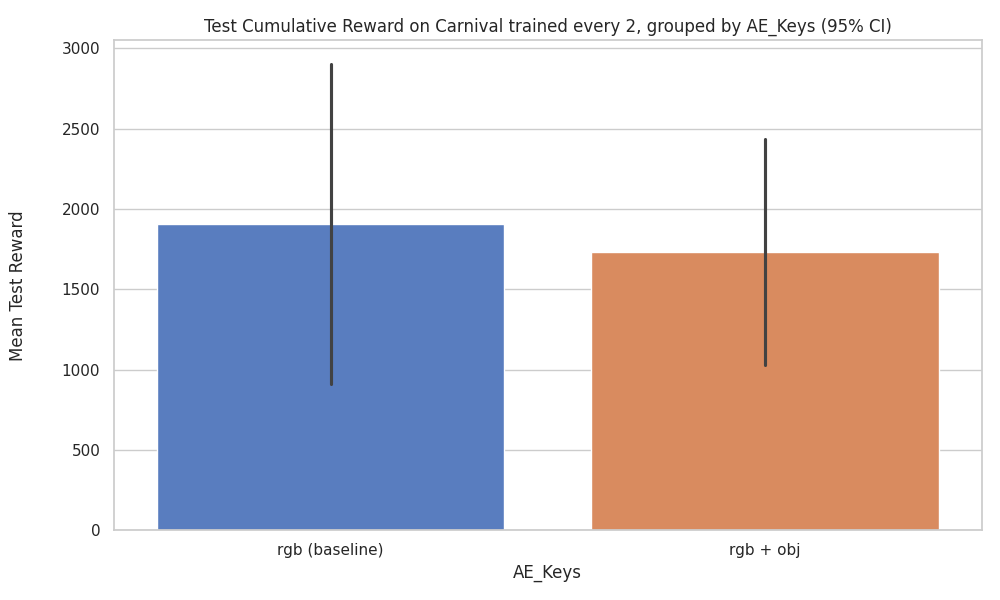 Test Cumulative Reward on Carnival trained every 2, grouped by AE_Keys (95% CI)
3000
2500
2000
1500
1000
500
0
Mean Test Reward
rgb (baseline)
rgb + obj
AE_Keys